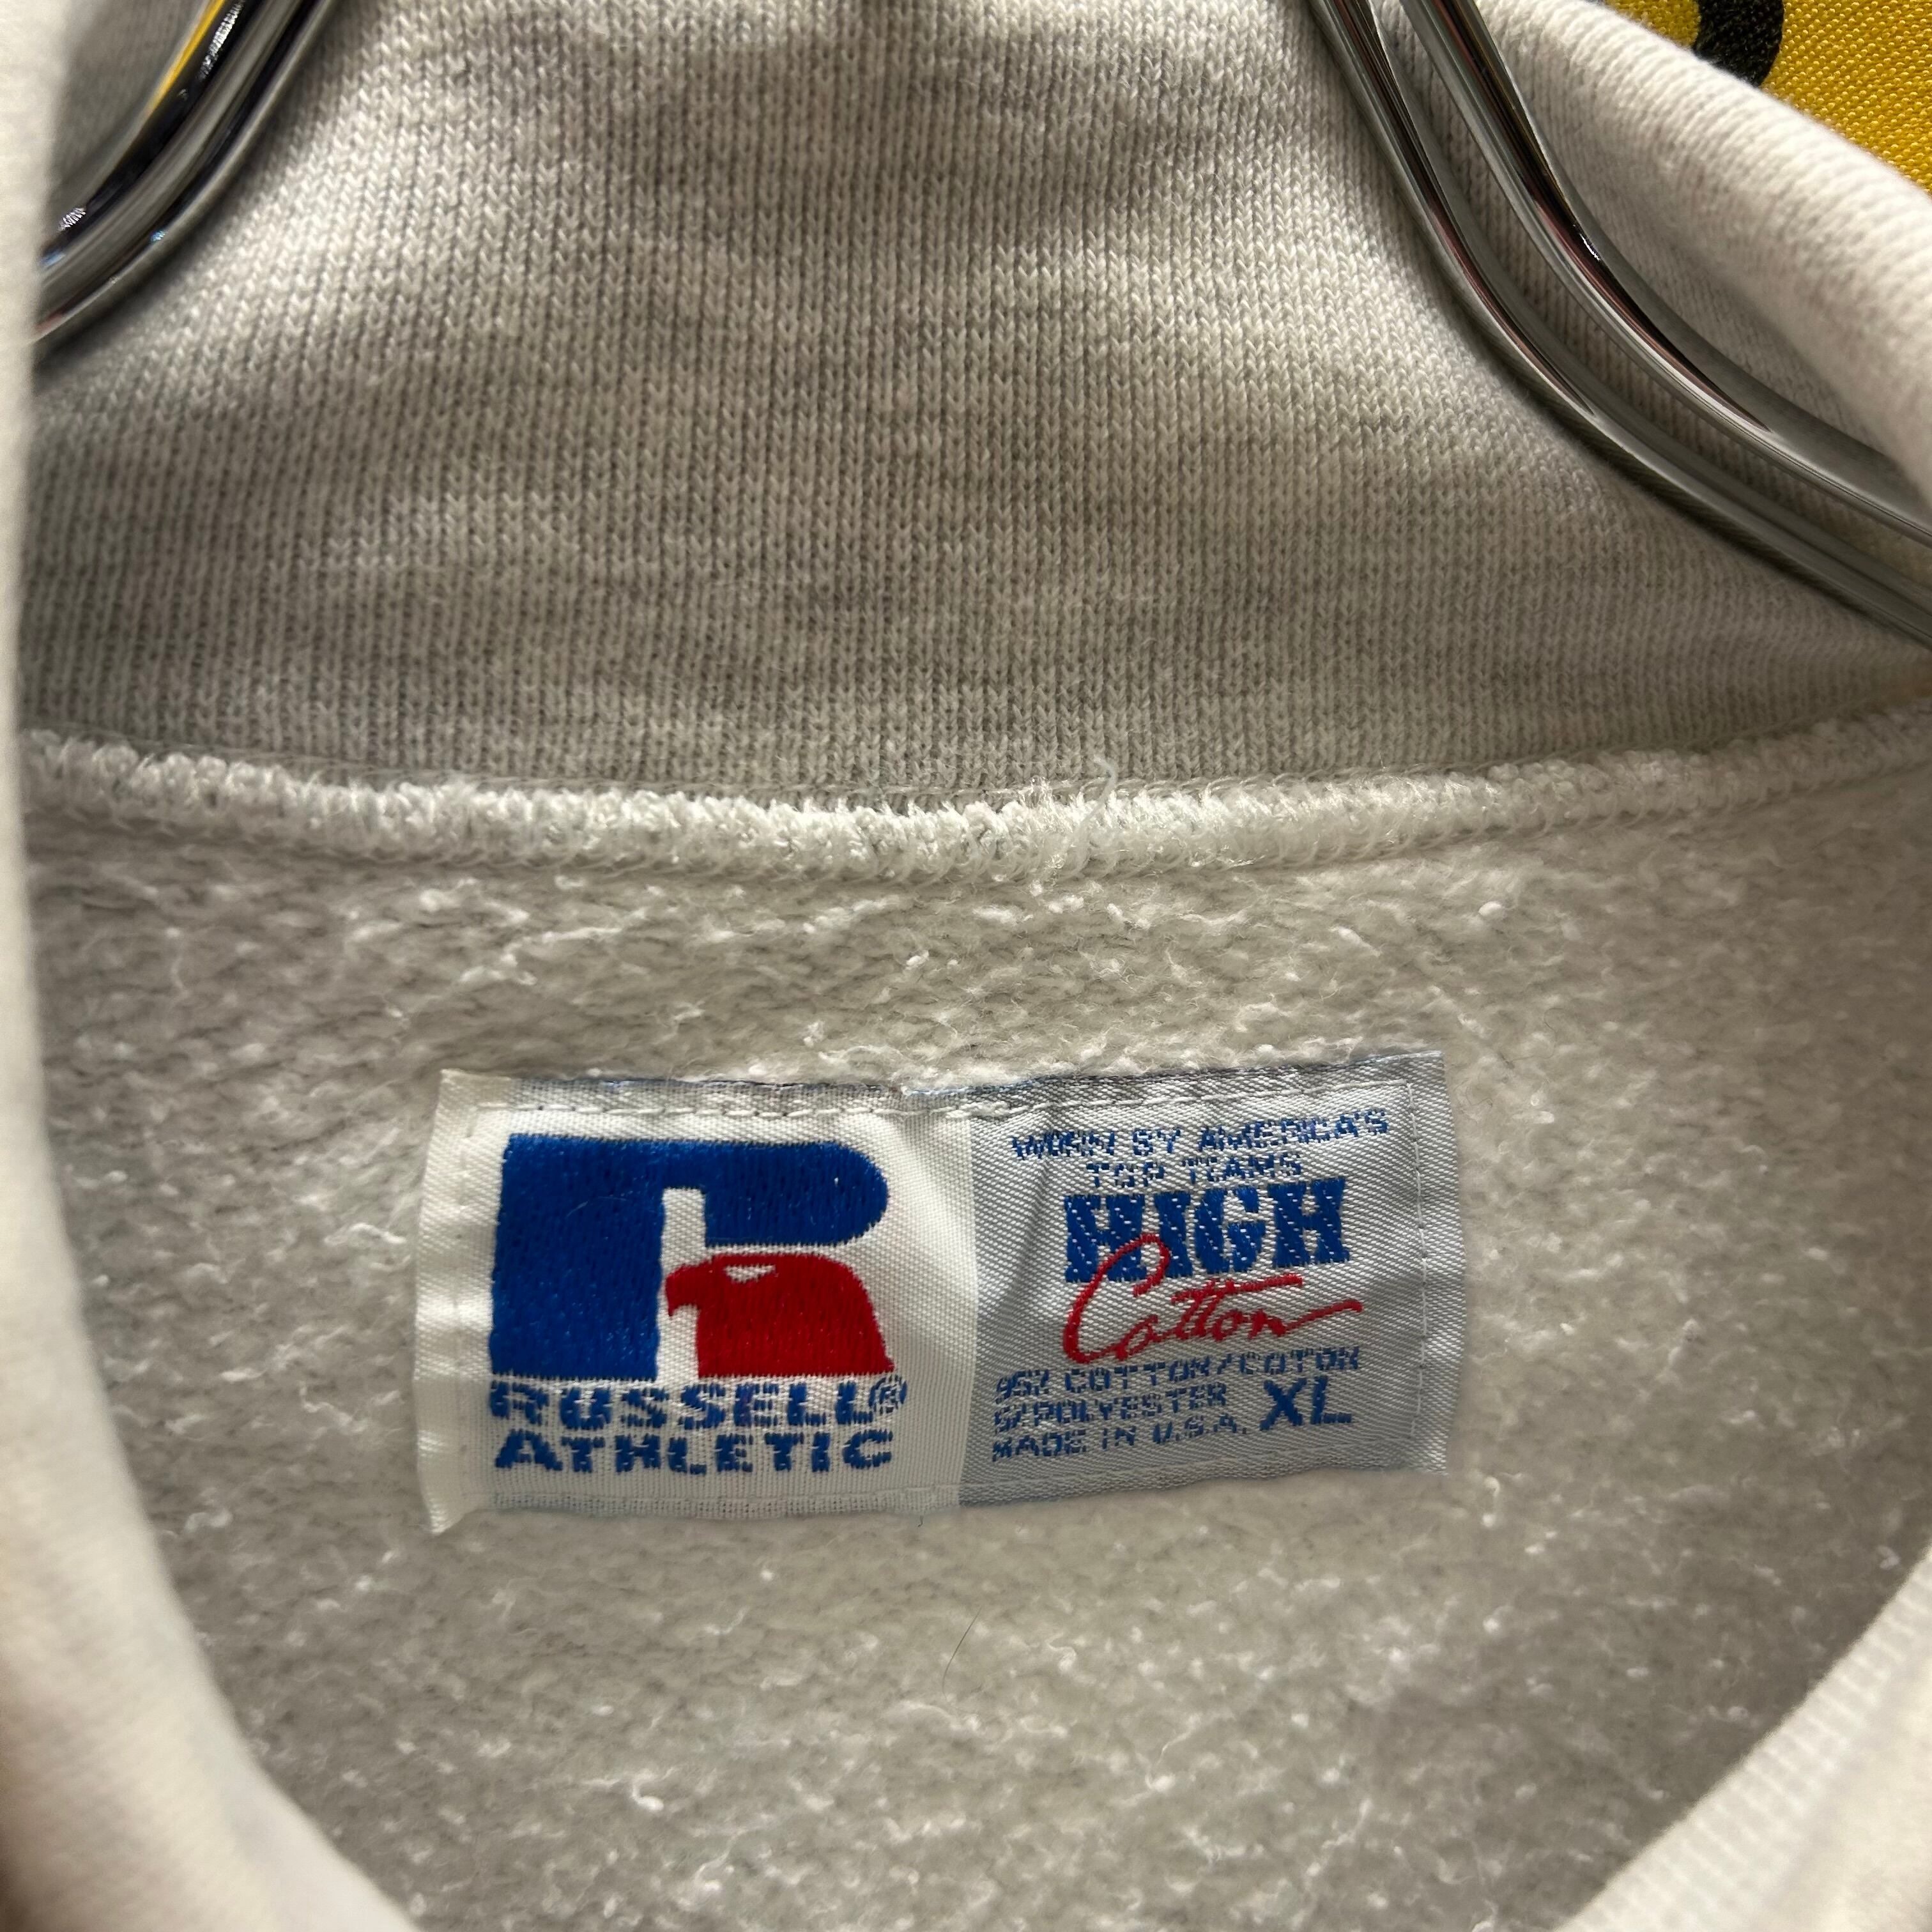 RUSSELL®
ATHLETIC
WORN BY AMERICA'S
TOP TEAMS
HIGH
Cotton
95% COTTON/COTON
5%POLYESTER
MADE IN U.S.A. XL